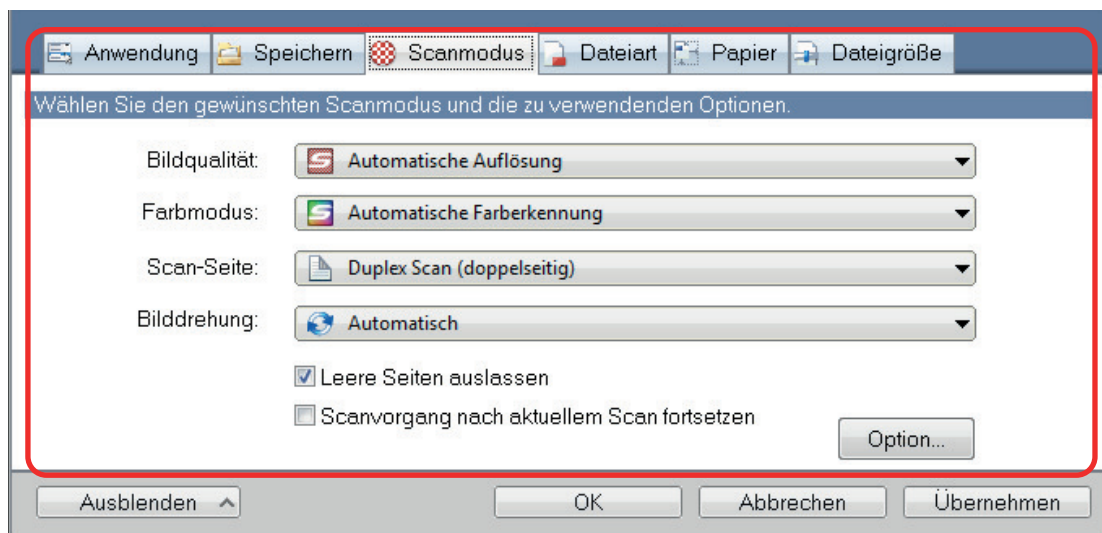 Anwendung Speichern Scanmodus Dateiart Papier Dateigröße
Wählen Sie den gewünschten Scanmodus und die zu verwendenden Optionen.
Bildqualität: Automatische Auflösung
Farbmodus: Automatische Farberkennung
Scan-Seite: Duplex Scan (doppelseitig)
Bilddrehung: Automatisch
Leere Seiten auslassen
Scanvorgang nach aktuellem Scan fortsetzen
Option...
Ausblenden OK Abbrechen Übernehmen